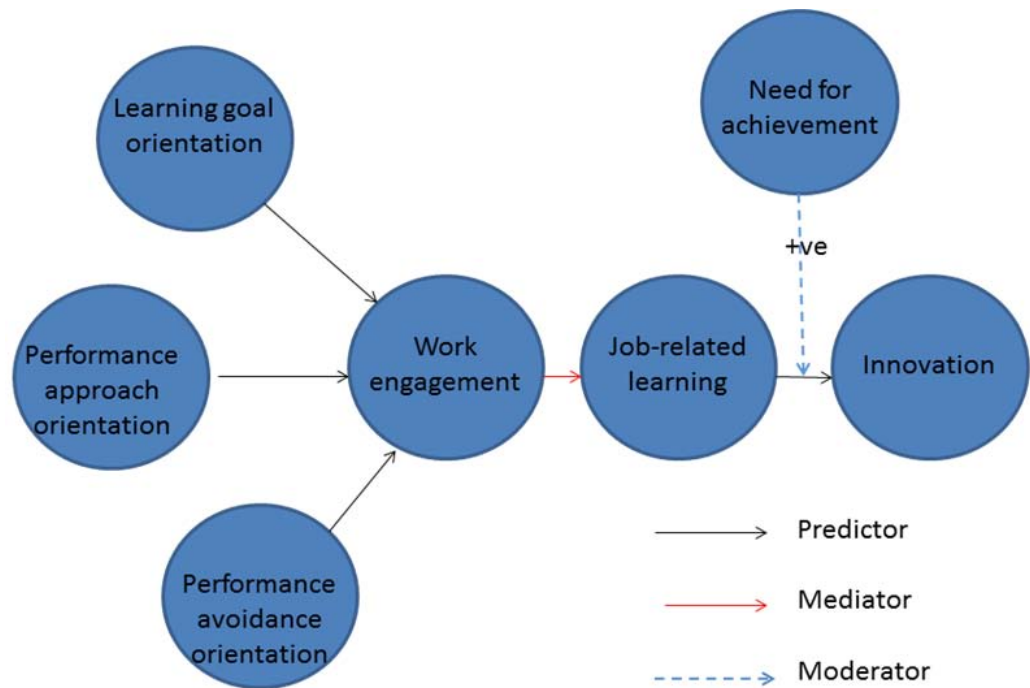 Learning goal
orientation
Need for
achievement
+ve
Performance
approach
orientation
Work
engagement
Job-related
learning
Innovation
Performance
avoidance
orientation
Predictor
Mediator
Moderator